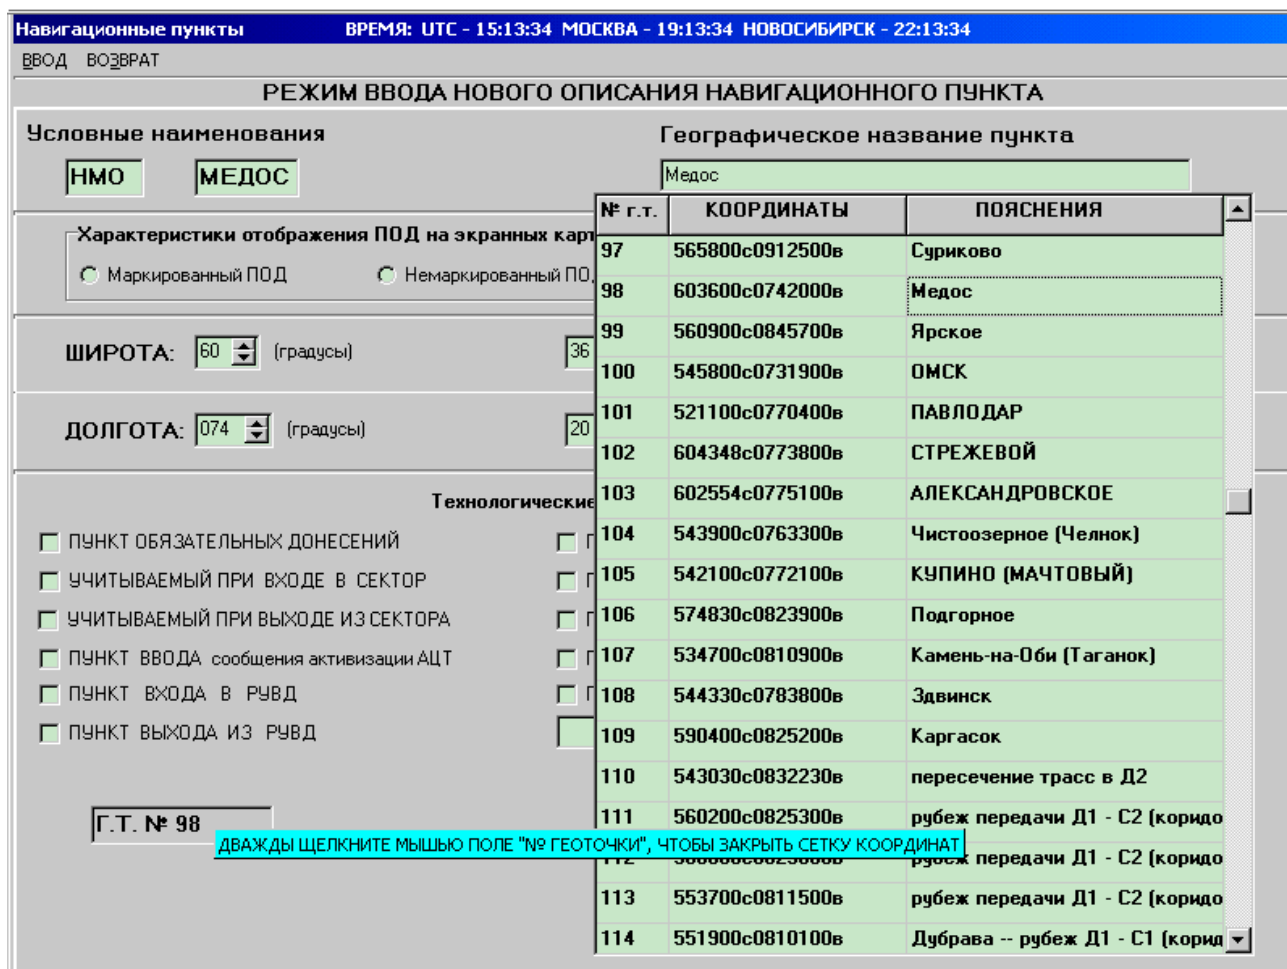 Навигационные пункты ВРЕМЯ: UTC - 15:13:34 МОСКВА - 19:13:34 НОВОСИБИРСК - 22:13:34
ВВОД ВОЗВРАТ
РЕЖИМ ВВОДА НОВОГО ОПИСАНИЯ НАВИГАЦИОННОГО ПУНКТА
Условные наименования
НМО МЕДОС
Географическое название пункта
Медос
Характеристики отображения ПОД на экранных карт
Маркированный ПОД Немаркированный ПО
ШИРОТА: 60 (градусы) 36
ДОЛГОТА: 074 (градусы) 20
Технологические
ПУНКТ ОБЯЗАТЕЛЬНЫХ ДОНЕСЕНИЙ
УЧИТЫВАЕМЫЙ ПРИ ВХОДЕ В СЕКТОР
УЧИТЫВАЕМЫЙ ПРИ ВЫХОДЕ ИЗ СЕКТОРА
ПУНКТ ВВОДА сообщения активизации АЦТ
ПУНКТ ВХОДА В РУВД
ПУНКТ ВЫХОДА ИЗ РУВД
Г.Т. № 98
№ г.т. КООРДИНАТЫ ПОЯСНЕНИЯ
97 565800с0912500в Суриково
98 603600с0742000в Медос
99 560900с0845700в Ярское
100 545800с0731900в ОМСК
101 521100с0770400в ПАВЛОДАР
102 604348с0773800в СТРЕЖЕВОЙ
103 602554с0775100в АЛЕКСАНДРОВСКОЕ
104 543900с0763300в Чистоозерное (Челнок)
105 542100с0772100в КУПИНО (МАЧТОВЫЙ)
106 574830с0823900в Подгорное
107 534700с0810900в Камень-на-Оби (Таганок)
108 544330с0783800в Здвинск
109 590400с0825200в Каргасок
110 543030с0832230в пересечение трасс в Д2
111 560200с0825300в рубеж передачи Д1 - С2 (коридо
ДВАЖДЫ ЩЕЛКНИТЕ МЫШЬЮ ПОЛЕ "№ ГЕОТОЧКИ", ЧТОБЫ ЗАКРЫТЬ СЕТКУ КООРДИНАТ
112 рубеж передачи Д1 - С2 (коридо
113 553700с0811500в рубеж передачи Д1 - С2 (коридо
114 551900с0810100в Дубрава -- рубеж Д1 - С1 (корид